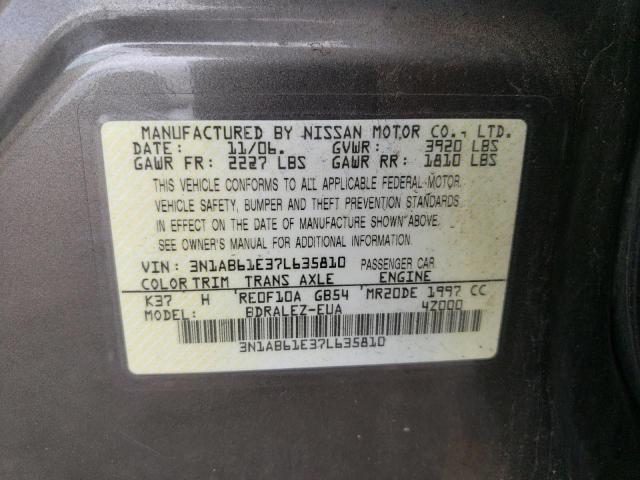 MANUFACTURED BY NISSAN MOTOR CO., LTD.
DATE: 11/06. GVWR: 3920 LBS
GAWR FR: 2227 LBS GAWR RR: 1810 LBS
THIS VEHICLE CONFORMS TO ALL APPLICABLE FEDERAL-MOTOR.
VEHICLE SAFETY, BUMPER AND THEFT PREVENTION STANDARDS
IN EFFECT ON THE DATE OF MANUFACTURE SHOWN ABOVE.
SEE OWNER'S MANUAL FOR ADDITIONAL INFORMATION.
VIN: 3N1AB61E37L635810 PASSENGER CAR
COLOR TRIM TRANS AXLE ENGINE
K37 H RE0F10A GB54 MR20DE 1997 CC
MODEL: BDRALEZ-EUA 4Z000
3N1AB61E37L635810